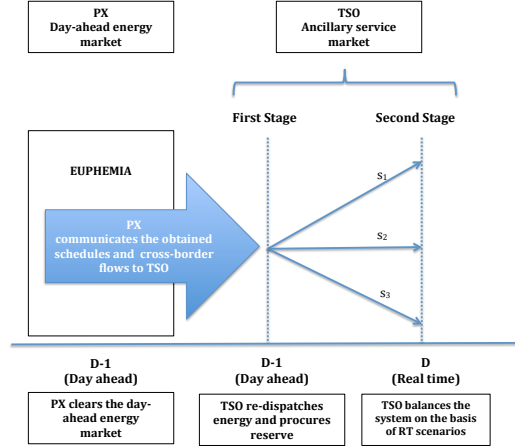 PX
Day-ahead energy
market
TSO
Ancillary service
market
First Stage
Second Stage
EUPHEMIA
PX
communicates the obtained
schedules and cross-border
flows to TSO
s1
s2
s3
D-1
(Day ahead)
D-1
(Day ahead)
D
(Real time)
PX clears the day-
ahead energy
market
TSO re-dispatches
energy and procures
reserve
TSO balances the
system on the basis
of RT scenarios